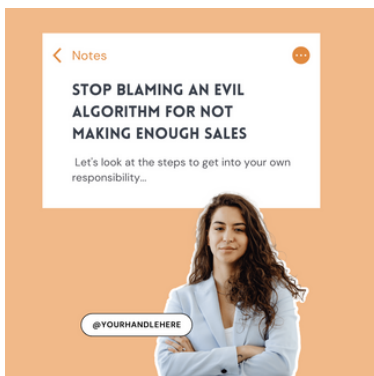 Notes
STOP BLAMING AN EVIL
ALGORITHM FOR NOT
MAKING ENOUGH SALES
Let's look at the steps to get into your own
responsibility...
@YOURHANDLEHERE